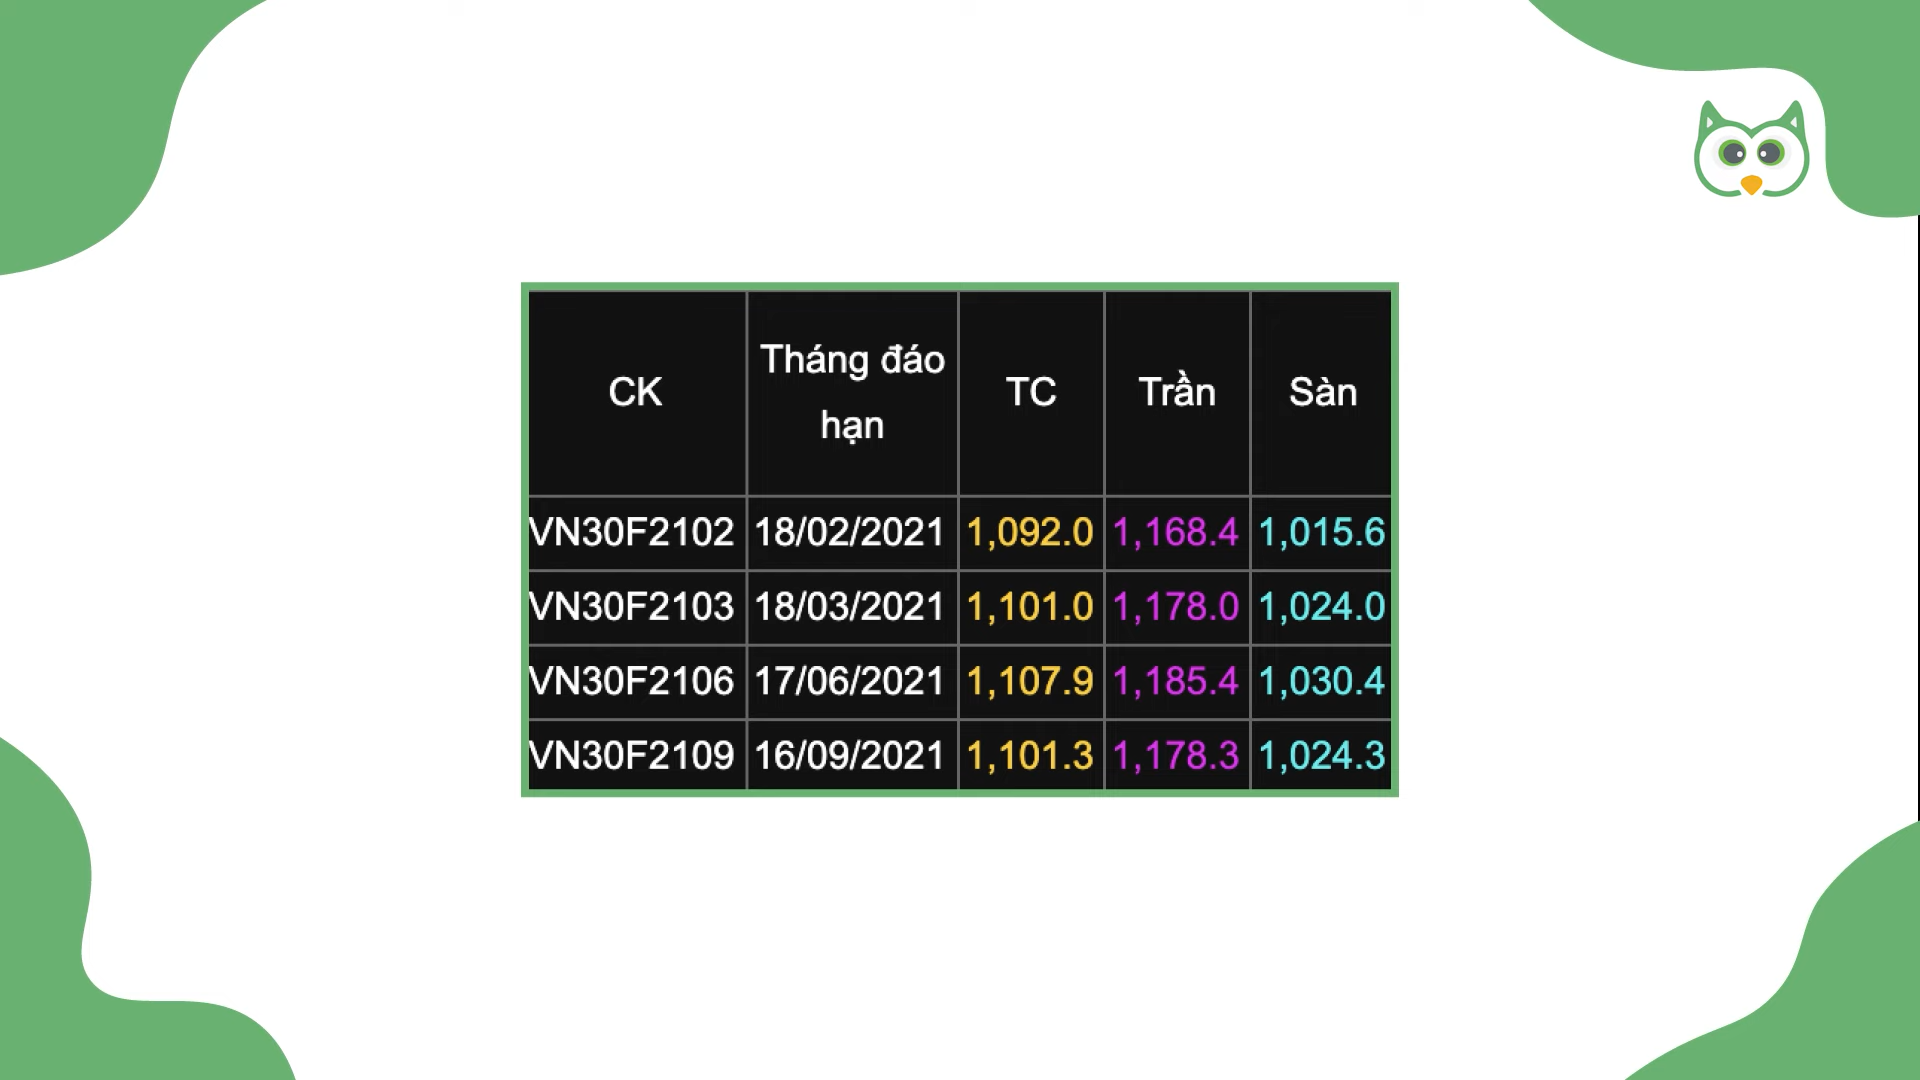 CK Tháng đáo hạn TC Trần Sàn
VN30F2102 18/02/2021 1,092.0 1,168.4 1,015.6
VN30F2103 18/03/2021 1,101.0 1,178.0 1,024.0
VN30F2106 17/06/2021 1,107.9 1,185.4 1,030.4
VN30F2109 16/09/2021 1,101.3 1,178.3 1,024.3